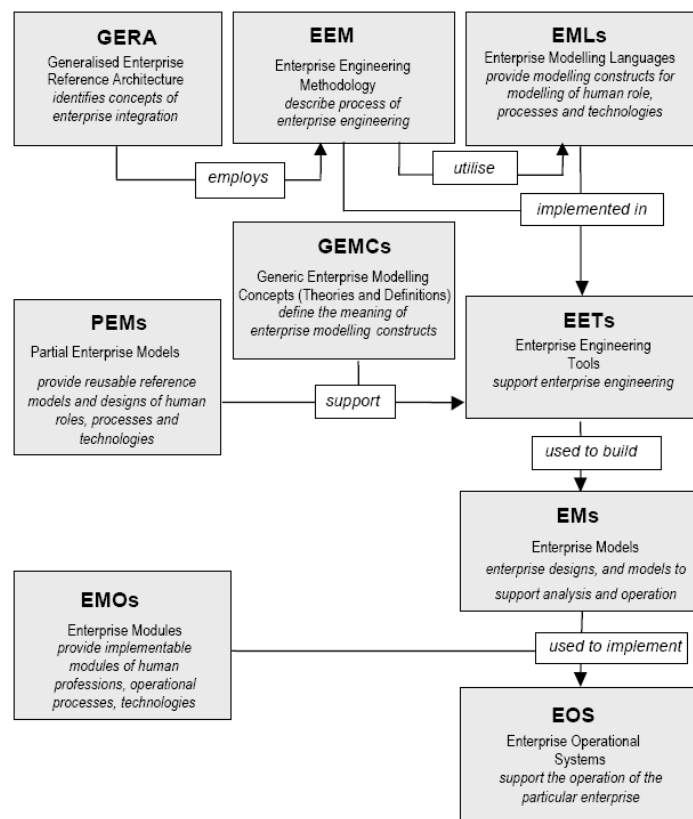 GERA
Generalised Enterprise
Reference Architecture
identifies concepts of
enterprise integration
EEM
Enterprise Engineering
Methodology
describe process of
enterprise engineering
EMLs
Enterprise Modelling Languages
provide modelling constructs for
modelling of human role,
processes and technologies
employs
utilise
implemented in
GEMCs
Generic Enterprise Modelling
Concepts (Theories and Definitions)
define the meaning of
enterprise modelling constructs
PEMs
Partial Enterprise Models
provide reusable reference
models and designs of human
roles, processes and
technologies
EETs
Enterprise Engineering
Tools
support enterprise engineering
support
used to build
EMs
Enterprise Models
enterprise designs, and models to
support analysis and operation
EMOs
Enterprise Modules
provide implementable
modules of human
professions, operational
processes, technologies
used to implement
EOS
Enterprise Operational
Systems
support the operation of the
particular enterprise